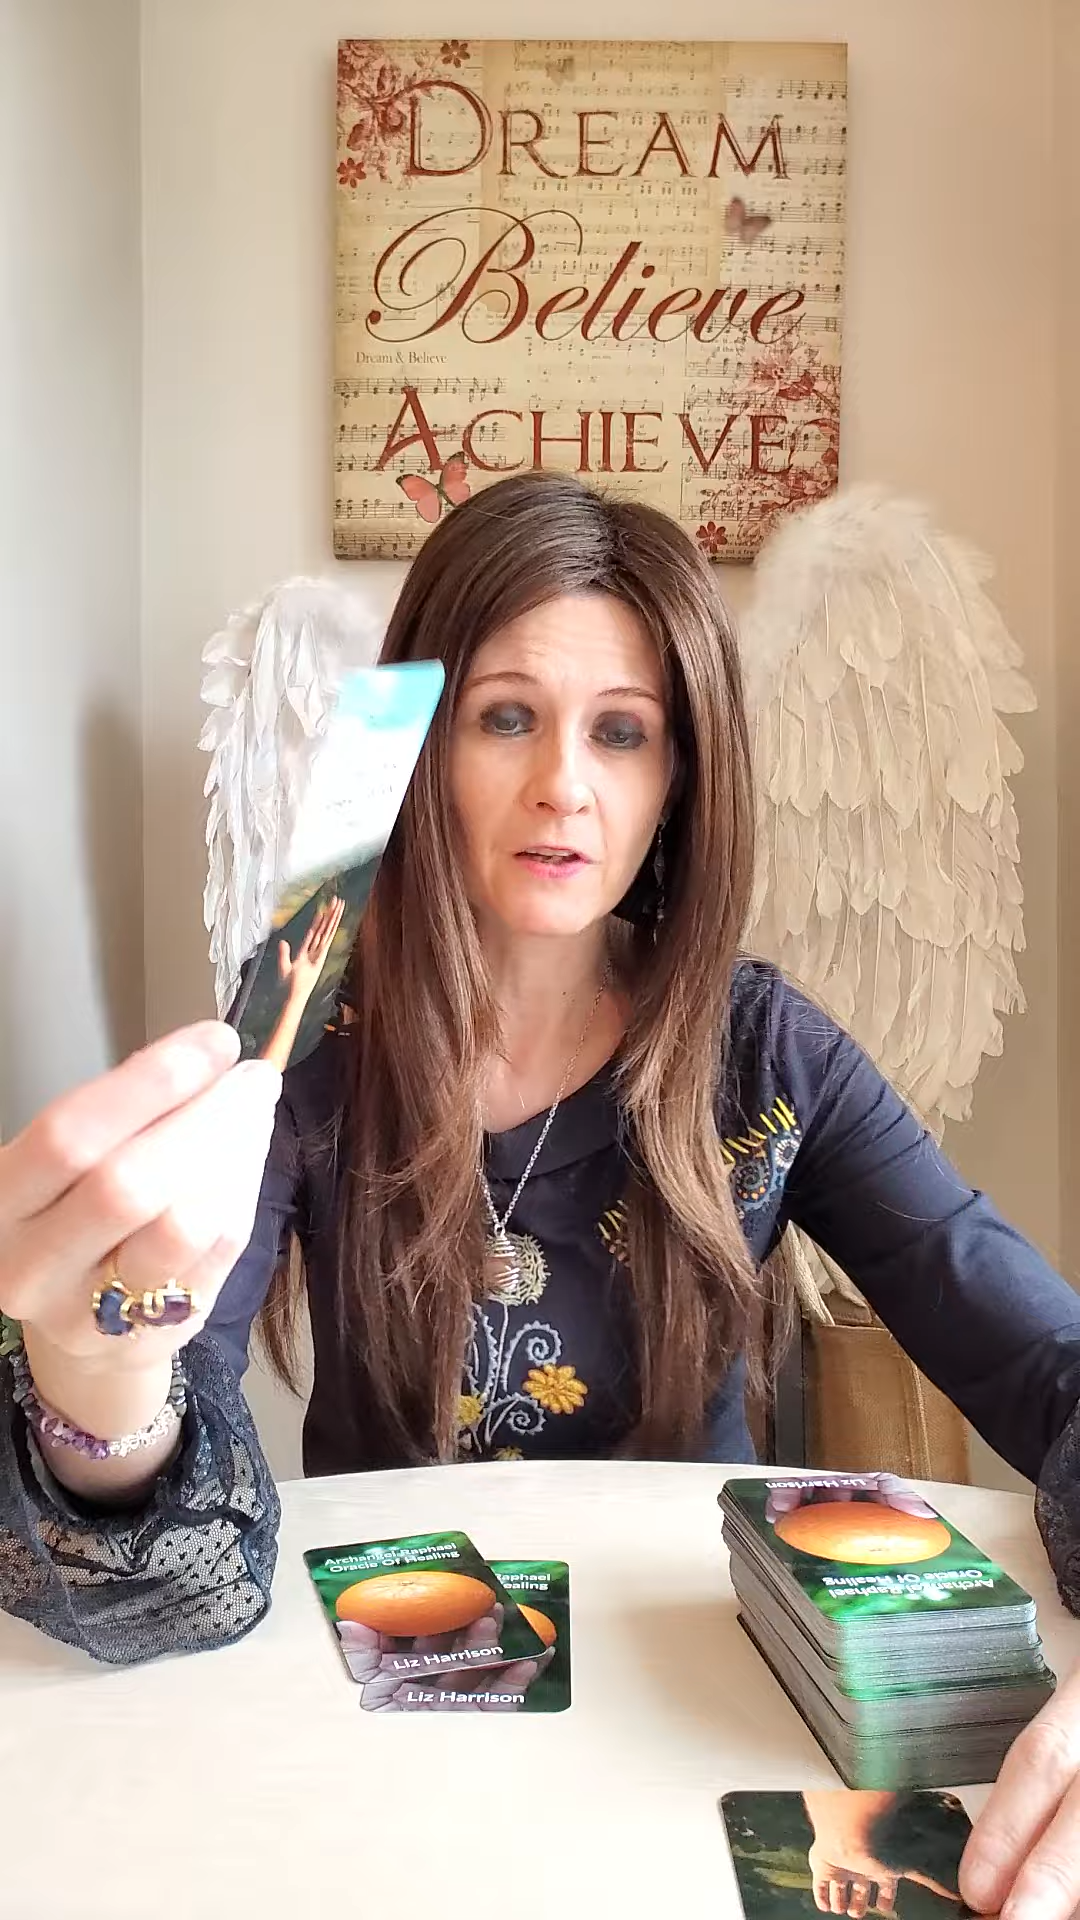 DREAM
Believe
Dream & Believe
ACHIEVE
Archangel Raphael
Oracle Of Healing
Liz Harrison
Raphael
ealing
Liz Harrison
Liz Harrison
Archangel Raphael
Oracle Of Healing